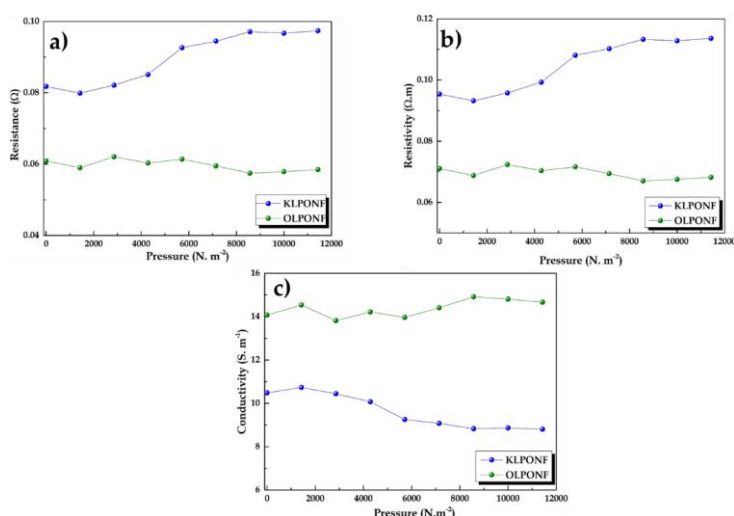 a)
Resistance (Ω)
0.10
0.08
0.06
0.04
0 2000 4000 6000 8000 10000 12000
Pressure (N. m⁻²)
KLPONF
OLPONF
b)
Resistivity (Ω.m)
0.12
0.10
0.08
0.06
0 2000 4000 6000 8000 10000 12000
Pressure (N. m⁻²)
KLPONF
OLPONF
c)
Conductivity (S. m⁻¹)
16
14
12
10
8
6
0 2000 4000 6000 8000 10000 12000
Pressure (N. m⁻²)
KLPONF
OLPONF